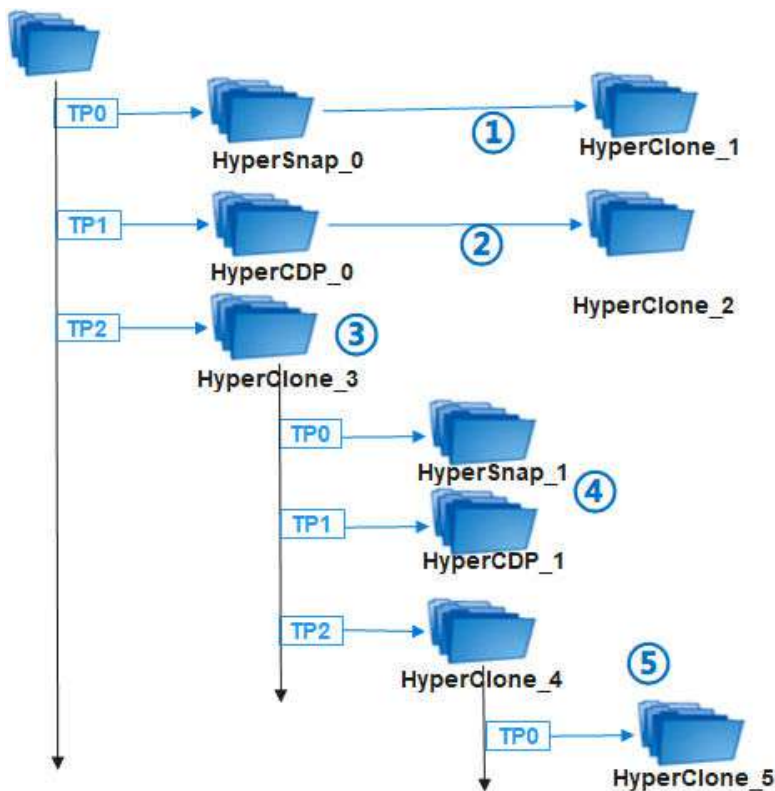 TP0
HyperSnap_0
①
HyperClone_1
TP1
HyperCDP_0
②
HyperClone_2
TP2
HyperClone_3
③
TP0
HyperSnap_1
④
TP1
HyperCDP_1
TP2
HyperClone_4
⑤
TP0
HyperClone_5